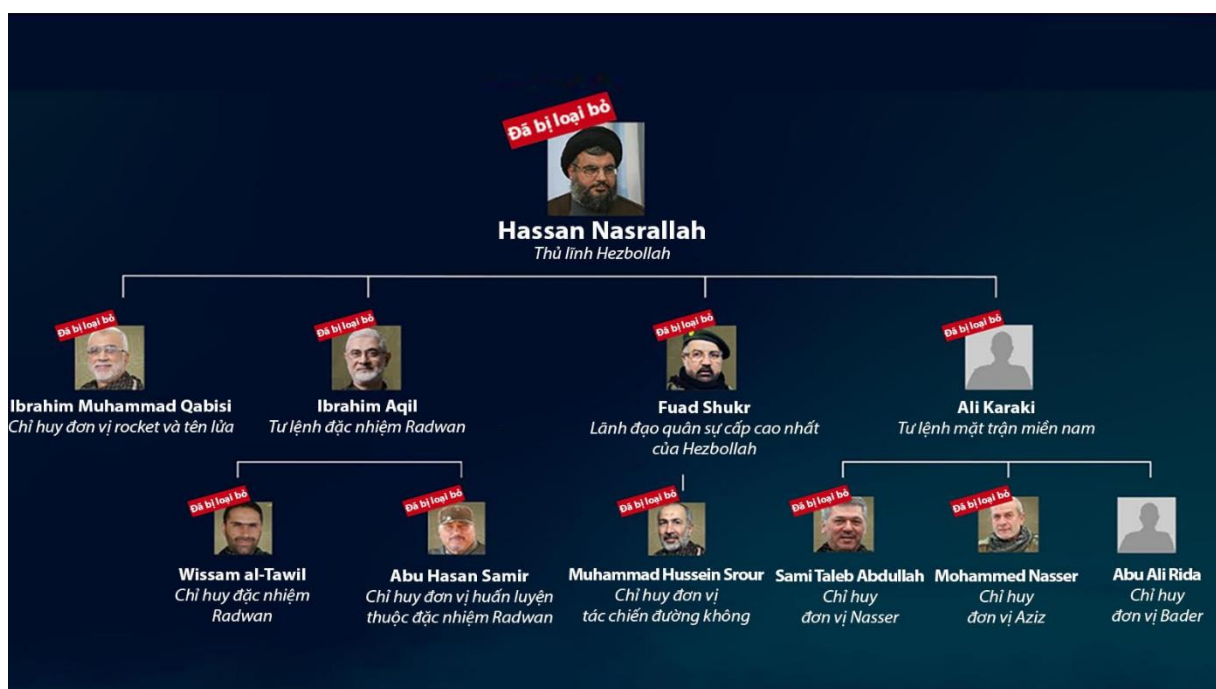 Đã bị loại bỏ
Hassan Nasrallah
Thủ lĩnh Hezbollah
Đã bị loại bỏ
Ibrahim Muhammad Qabisi
Chỉ huy đơn vị rocket và tên lửa
Đã bị loại bỏ
Ibrahim Aqil
Tư lệnh đặc nhiệm Radwan
Đã bị loại bỏ
Fuad Shukr
Lãnh đạo quân sự cấp cao nhất
của Hezbollah
Đã bị loại bỏ
Ali Karaki
Tư lệnh mặt trận miền nam
Đã bị loại bỏ
Wissam al-Tawil
Chỉ huy đặc nhiệm
Radwan
Đã bị loại bỏ
Abu Hasan Samir
Chỉ huy đơn vị huấn luyện
thuộc đặc nhiệm Radwan
Đã bị loại bỏ
Muhammad Hussein Srour
Chỉ huy đơn vị
tác chiến đường không
Đã bị loại bỏ
Sami Taleb Abdullah
Chỉ huy
đơn vị Nasser
Đã bị loại bỏ
Mohammed Nasser
Chỉ huy
đơn vị Aziz
Abu Ali Rida
Chỉ huy
đơn vị Bader